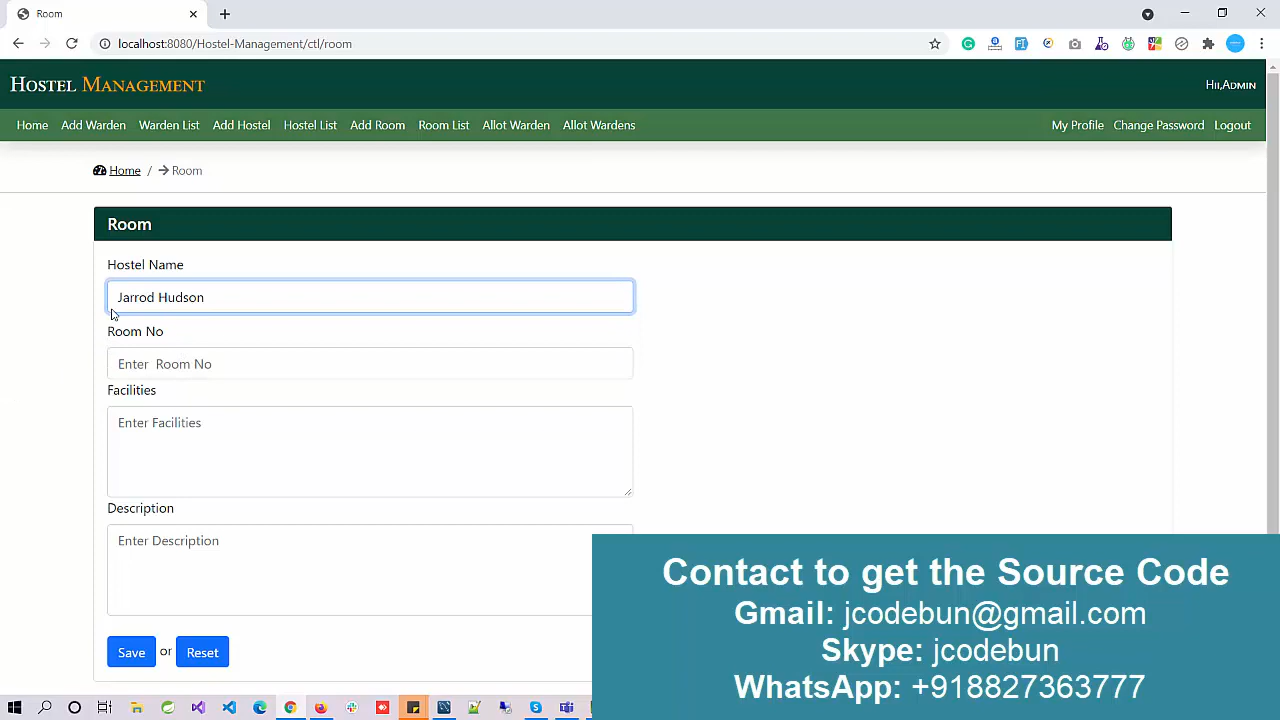 Room
localhost:8080/Hostel-Management/ctl/room
Hostel Management
Hii,Admin
Home Add Warden Warden List Add Hostel Hostel List Add Room Room List Allot Warden Allot Wardens My Profile Change Password Logout
Home / Room
Room
Hostel Name
Jarrod Hudson
Room No
Enter Room No
Facilities
Enter Facilities
Description
Enter Description
Save or Reset
Contact to get the Source Code
Gmail: jcodebun@gmail.com
Skype: jcodebun
WhatsApp: +918827363777